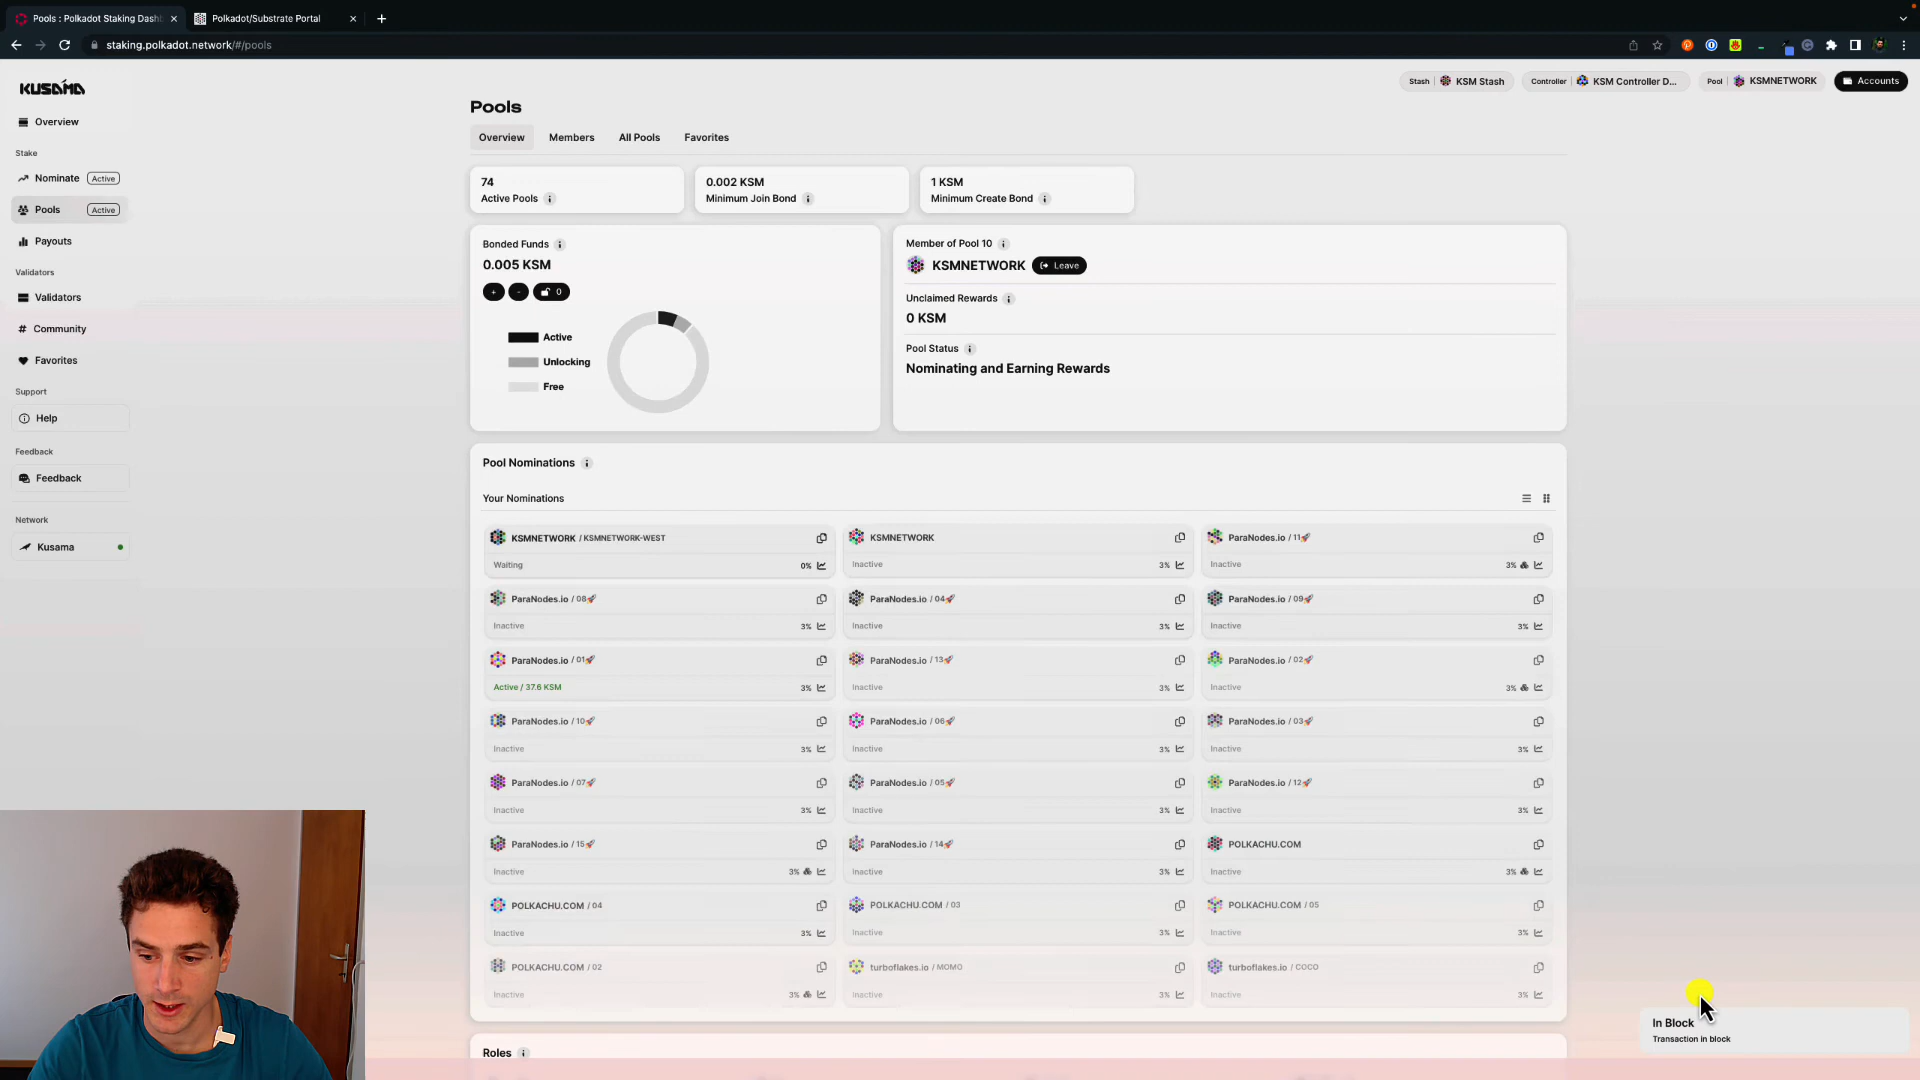 Pools : Polkadot Staking Dash
Polkadot/Substrate Portal
staking.polkadot.network/#/pools
KUSAMA
Stash KSM Stash
Controller KSM Controller D...
Pool KSMNETWORK
Accounts
Overview
Stake
Nominate Active
Pools Active
Payouts
Validators
Validators
Community
Favorites
Support
Help
Feedback
Feedback
Network
Kusama
Pools
Overview Members All Pools Favorites
74
Active Pools
0.002 KSM
Minimum Join Bond
1 KSM
Minimum Create Bond
Bonded Funds
0.005 KSM
+ - 0
Active
Unlocking
Free
Member of Pool 10
KSMNETWORK Leave
Unclaimed Rewards
0 KSM
Pool Status
Nominating and Earning Rewards
Pool Nominations
Your Nominations
KSMNETWORK / KSMNETWORK-WEST
Waiting 0%
KSMNETWORK
Inactive 3%
ParaNodes.io / 11🚀
Inactive 3%
ParaNodes.io / 08🚀
Inactive 3%
ParaNodes.io / 04🚀
Inactive 3%
ParaNodes.io / 09🚀
Inactive 3%
ParaNodes.io / 01🚀
Active / 37.6 KSM 3%
ParaNodes.io / 13🚀
Inactive 3%
ParaNodes.io / 02🚀
Inactive 3%
ParaNodes.io / 10🚀
Inactive 3%
ParaNodes.io / 06🚀
Inactive 3%
ParaNodes.io / 03🚀
Inactive 3%
ParaNodes.io / 07🚀
Inactive 3%
ParaNodes.io / 05🚀
Inactive 3%
ParaNodes.io / 12🚀
Inactive 3%
ParaNodes.io / 15🚀
Inactive 3%
ParaNodes.io / 14🚀
Inactive 3%
POLKACHU.COM
Inactive 3%
POLKACHU.COM / 04
Inactive 3%
POLKACHU.COM / 03
Inactive 3%
POLKACHU.COM / 05
Inactive 3%
POLKACHU.COM / 02
Inactive 3%
turboflakes.io / MOMO
Inactive 3%
turboflakes.io / COCO
Inactive 3%
Roles
In Block
Transaction in block